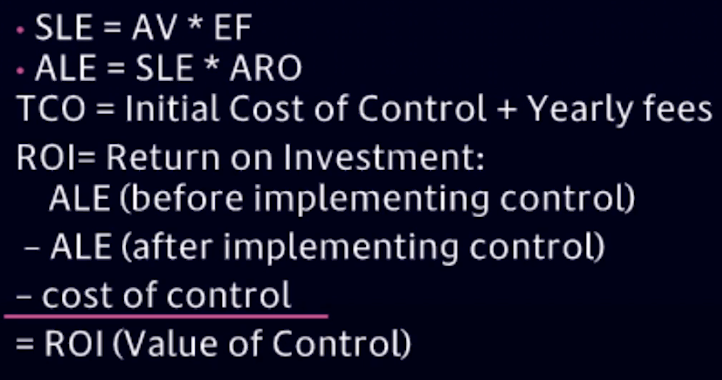 • SLE = AV * EF
• ALE = SLE * ARO
TCO = Initial Cost of Control + Yearly fees
ROI= Return on Investment:
ALE (before implementing control)
– ALE (after implementing control)
– cost of control
= ROI (Value of Control)